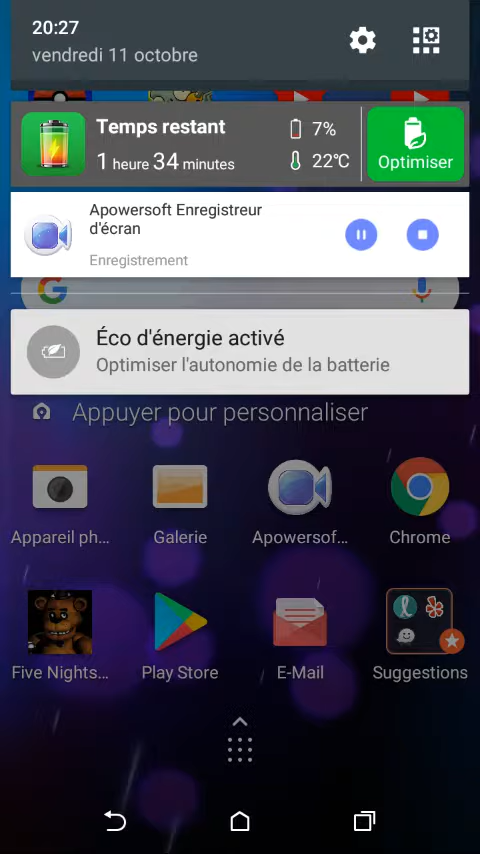 20:27
vendredi 11 octobre
Temps restant
7%
1 heure 34 minutes
22°C
Optimiser
Apowersoft Enregistreur
d'écran
Enregistrement
Éco d'énergie activé
Optimiser l'autonomie de la batterie
Appuyer pour personnaliser
Appareil ph...
Galerie
Apowersof...
Chrome
Five Nights...
Play Store
E-Mail
Suggestions